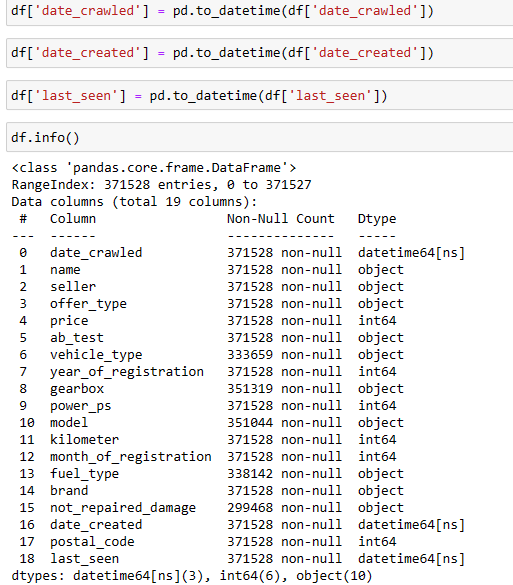 df['date_crawled'] = pd.to_datetime(df['date_crawled'])
df['date_created'] = pd.to_datetime(df['date_created'])
df['last_seen'] = pd.to_datetime(df['last_seen'])
df.info()
<class 'pandas.core.frame.DataFrame'>
RangeIndex: 371528 entries, 0 to 371527
Data columns (total 19 columns):
 #   Column                 Non-Null Count   Dtype
---  ------                 --------------   -----
 0   date_crawled           371528 non-null  datetime64[ns]
 1   name                   371528 non-null  object
 2   seller                 371528 non-null  object
 3   offer_type             371528 non-null  object
 4   price                  371528 non-null  int64
 5   ab_test                371528 non-null  object
 6   vehicle_type           333659 non-null  object
 7   year_of_registration   371528 non-null  int64
 8   gearbox                351319 non-null  object
 9   power_ps               371528 non-null  int64
 10  model                  351044 non-null  object
 11  kilometer              371528 non-null  int64
 12  month_of_registration  371528 non-null  int64
 13  fuel_type              338142 non-null  object
 14  brand                  371528 non-null  object
 15  not_repaired_damage    299468 non-null  object
 16  date_created           371528 non-null  datetime64[ns]
 17  postal_code            371528 non-null  int64
 18  last_seen              371528 non-null  datetime64[ns]
dtypes: datetime64[ns](3), int64(6), object(10)